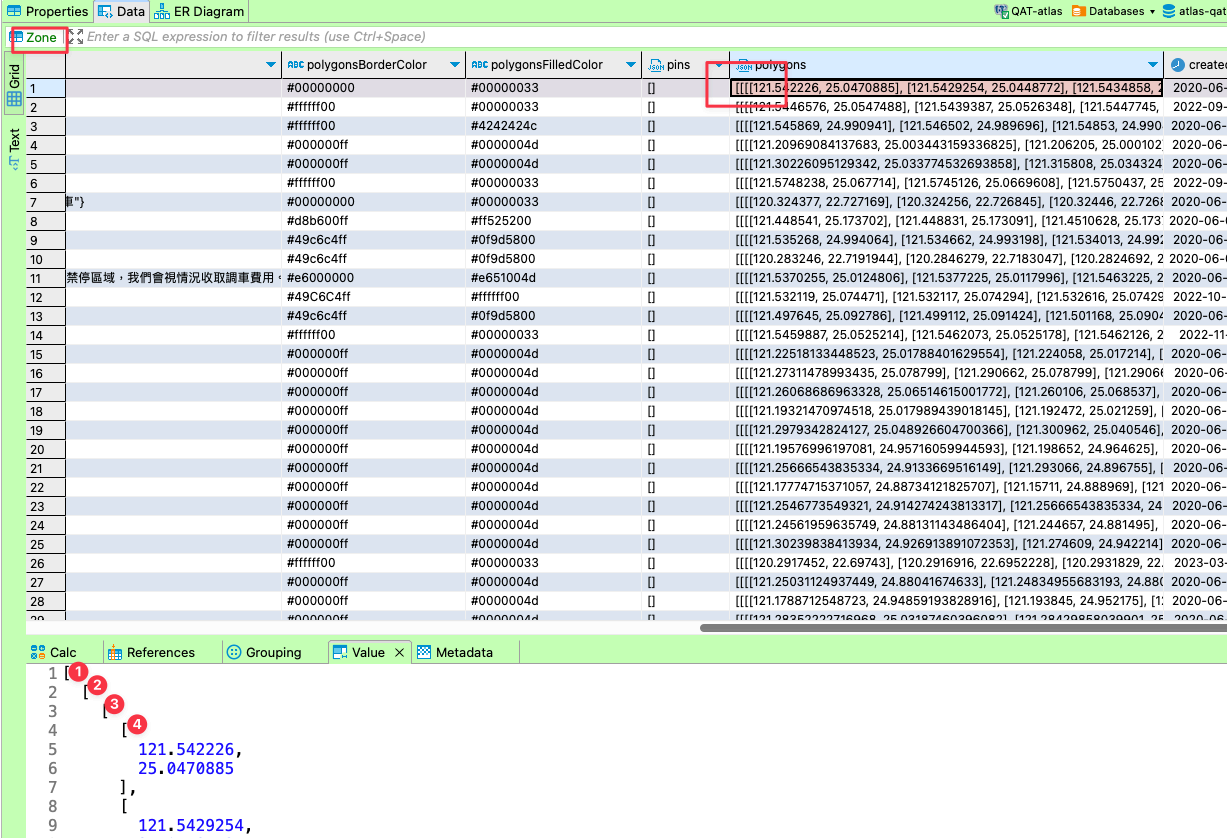 Properties Data ER Diagram QAT-atlas Databases atlas-qat
Zone Enter a SQL expression to filter results (use Ctrl+Space)
Grid
Text
polygonsBorderColor polygonsFilledColor pins polygons created
1 #00000000 #00000033 [] [[[[121.542226, 25.0470885], [121.5429254, 25.0448772], [121.5434858, 2 2020-06-
2 #ffffff00 #00000033 [] [[[[121.5446576, 25.0547488], [121.5439387, 25.0526348], [121.5447745, 2022-09-
3 #ffffff00 #4242424c [] [[[[121.545869, 24.990941], [121.546502, 24.989696], [121.54853, 24.990 2020-06-
4 #000000ff #0000004d [] [[[[121.20969084137683, 25.003443159336825], [121.206205, 25.000102] 2020-06-
5 #000000ff #0000004d [] [[[[121.30226095129342, 25.033774532693858], [121.315808, 25.034324 2020-06-
6 #ffffff00 #00000033 [] [[[[121.5748238, 25.067714], [121.5745126, 25.0669608], [121.5750437, 25 2022-09-
7 車"} #00000000 #00000033 [] [[[[120.324377, 22.727169], [120.324256, 22.726845], [120.32446, 22.7268 2020-06-
8 #d8b600ff #ff525200 [] [[[[121.448541, 25.173702], [121.448831, 25.173091], [121.4510628, 25.173 2020-06-
9 #49c6c4ff #0f9d5800 [] [[[[121.535268, 24.994064], [121.534662, 24.993198], [121.534013, 24.992 2020-06-
10 #49c6c4ff #0f9d5800 [] [[[[120.283246, 22.7191944], [120.2846279, 22.7183047], [120.2824692, 2 2020-06-
11 禁停區域，我們會視情況收取調車費用。 #e6000000 #e651004d [] [[[[121.5370255, 25.0124806], [121.5377225, 25.0117996], [121.5463225, 2 2020-06-
12 #49C6C4ff #ffffff00 [] [[[[121.532119, 25.074471], [121.532117, 25.074294], [121.532616, 25.07429 2022-10-
13 #49c6c4ff #0f9d5800 [] [[[[121.497645, 25.092786], [121.499112, 25.091424], [121.501168, 25.0904 2020-06-
14 #ffffff00 #00000033 [] [[[[121.5459887, 25.0525214], [121.5462073, 25.0525178], [121.5462126, 2 2022-11-
15 #000000ff #0000004d [] [[[[121.22518133448523, 25.01788401629554], [121.224058, 25.017214], [ 2020-06-
16 #000000ff #0000004d [] [[[[121.27311478993435, 25.078799], [121.290662, 25.078799], [121.29066 2020-06-
17 #000000ff #0000004d [] [[[[121.26068686963328, 25.06514615001772], [121.260106, 25.068537], 2020-06-
18 #000000ff #0000004d [] [[[[121.19321470974518, 25.017989439018145], [121.192472, 25.021259], 2020-06-
19 #000000ff #0000004d [] [[[[121.2979342824127, 25.048926604700366], [121.300962, 25.040546], 2020-06-
20 #000000ff #0000004d [] [[[[121.19576996197081, 24.95716059944593], [121.198652, 24.964625], 2020-06-
21 #000000ff #0000004d [] [[[[121.25666543835334, 24.9133669516149], [121.293066, 24.896755], [ 2020-06-
22 #000000ff #0000004d [] [[[[121.17774715371057, 24.88734121825707], [121.15711, 24.888969], [121 2020-06-
23 #000000ff #0000004d [] [[[[121.2546773549321, 24.914274243813317], [121.25666543835334, 24 2020-06-
24 #000000ff #0000004d [] [[[[121.24561959635749, 24.88131143486404], [121.244657, 24.881495], 2020-06-
25 #000000ff #0000004d [] [[[[121.30239838413934, 24.926913891072353], [121.274609, 24.942214] 2020-06-
26 #ffffff00 #00000033 [] [[[[120.2917452, 22.69743], [120.2916916, 22.6952228], [120.2931829, 22. 2023-03-
27 #000000ff #0000004d [] [[[[121.25031124937449, 24.88041674633], [121.24834955683193, 24.880 2020-06-
28 #000000ff #0000004d [] [[[[121.1788712548723, 24.94859193828916], [121.193845, 24.952175], [12 2020-06-
29 #000000ff #0000004d [] 2020-06-
Calc References Grouping Value Metadata
1 [ 1
2 [ 2
3 [ 3
4 [ 4
5 121.542226,
6 25.0470885
7 ],
8 [
9 121.5429254,